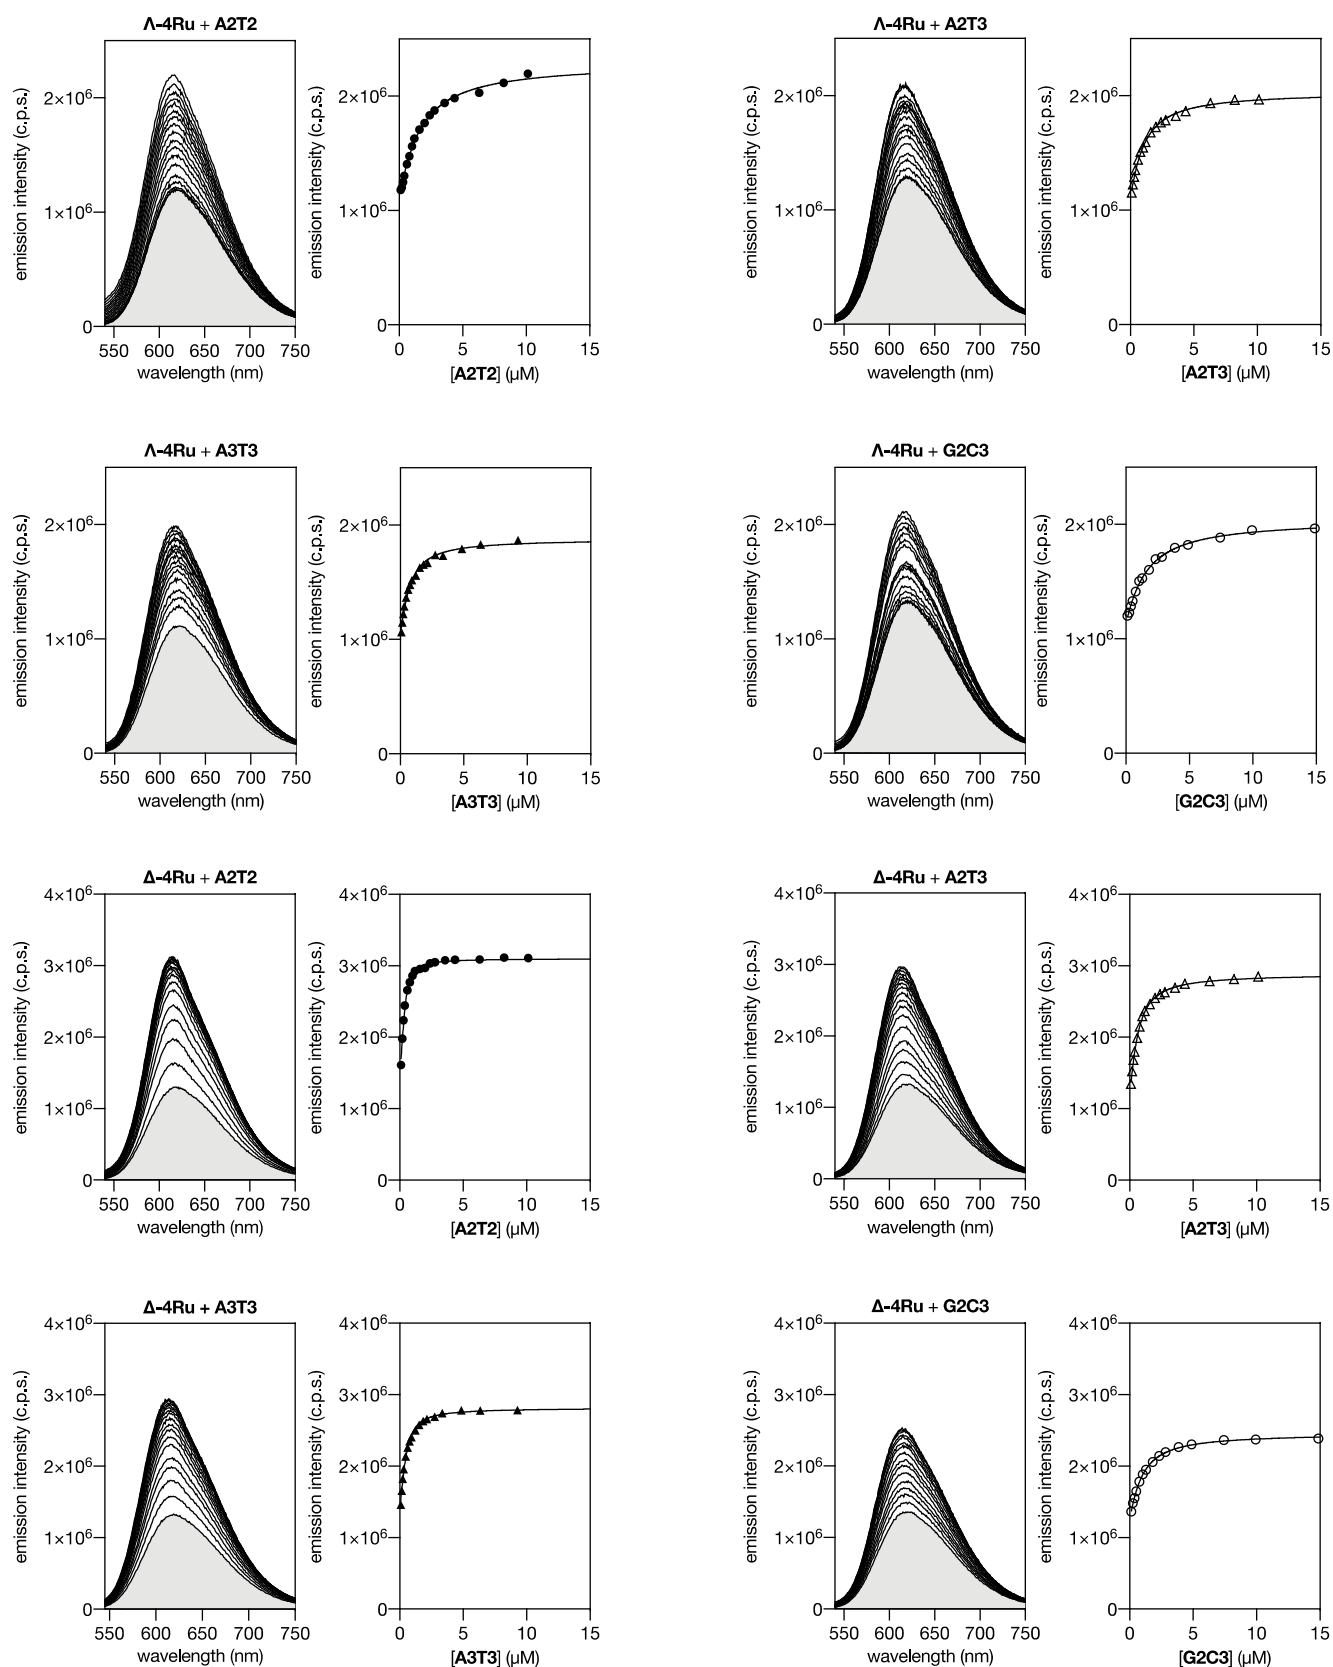 Λ-4Ru + A2T2
emission intensity (c.p.s.)
2×10⁶
1×10⁶
0
550 600 650 700 750
wavelength (nm)
emission intensity (c.p.s.)
2×10⁶
1×10⁶
0
0 5 10 15
[A2T2] (μM)
Λ-4Ru + A2T3
emission intensity (c.p.s.)
2×10⁶
1×10⁶
0
550 600 650 700 750
wavelength (nm)
emission intensity (c.p.s.)
2×10⁶
1×10⁶
0
0 5 10 15
[A2T3] (μM)
Λ-4Ru + A3T3
emission intensity (c.p.s.)
2×10⁶
1×10⁶
0
550 600 650 700 750
wavelength (nm)
emission intensity (c.p.s.)
2×10⁶
1×10⁶
0
0 5 10 15
[A3T3] (μM)
Λ-4Ru + G2C3
emission intensity (c.p.s.)
2×10⁶
1×10⁶
0
550 600 650 700 750
wavelength (nm)
emission intensity (c.p.s.)
2×10⁶
1×10⁶
0
0 5 10 15
[G2C3] (μM)
Δ-4Ru + A2T2
emission intensity (c.p.s.)
4×10⁶
3×10⁶
2×10⁶
1×10⁶
0
550 600 650 700 750
wavelength (nm)
emission intensity (c.p.s.)
4×10⁶
3×10⁶
2×10⁶
1×10⁶
0
0 5 10 15
[A2T2] (μM)
Δ-4Ru + A2T3
emission intensity (c.p.s.)
4×10⁶
3×10⁶
2×10⁶
1×10⁶
0
550 600 650 700 750
wavelength (nm)
emission intensity (c.p.s.)
4×10⁶
3×10⁶
2×10⁶
1×10⁶
0
0 5 10 15
[A2T3] (μM)
Δ-4Ru + A3T3
emission intensity (c.p.s.)
4×10⁶
3×10⁶
2×10⁶
1×10⁶
0
550 600 650 700 750
wavelength (nm)
emission intensity (c.p.s.)
4×10⁶
3×10⁶
2×10⁶
1×10⁶
0
0 5 10 15
[A3T3] (μM)
Δ-4Ru + G2C3
emission intensity (c.p.s.)
4×10⁶
3×10⁶
2×10⁶
1×10⁶
0
550 600 650 700 750
wavelength (nm)
emission intensity (c.p.s.)
4×10⁶
3×10⁶
2×10⁶
1×10⁶
0
0 5 10 15
[G2C3] (μM)